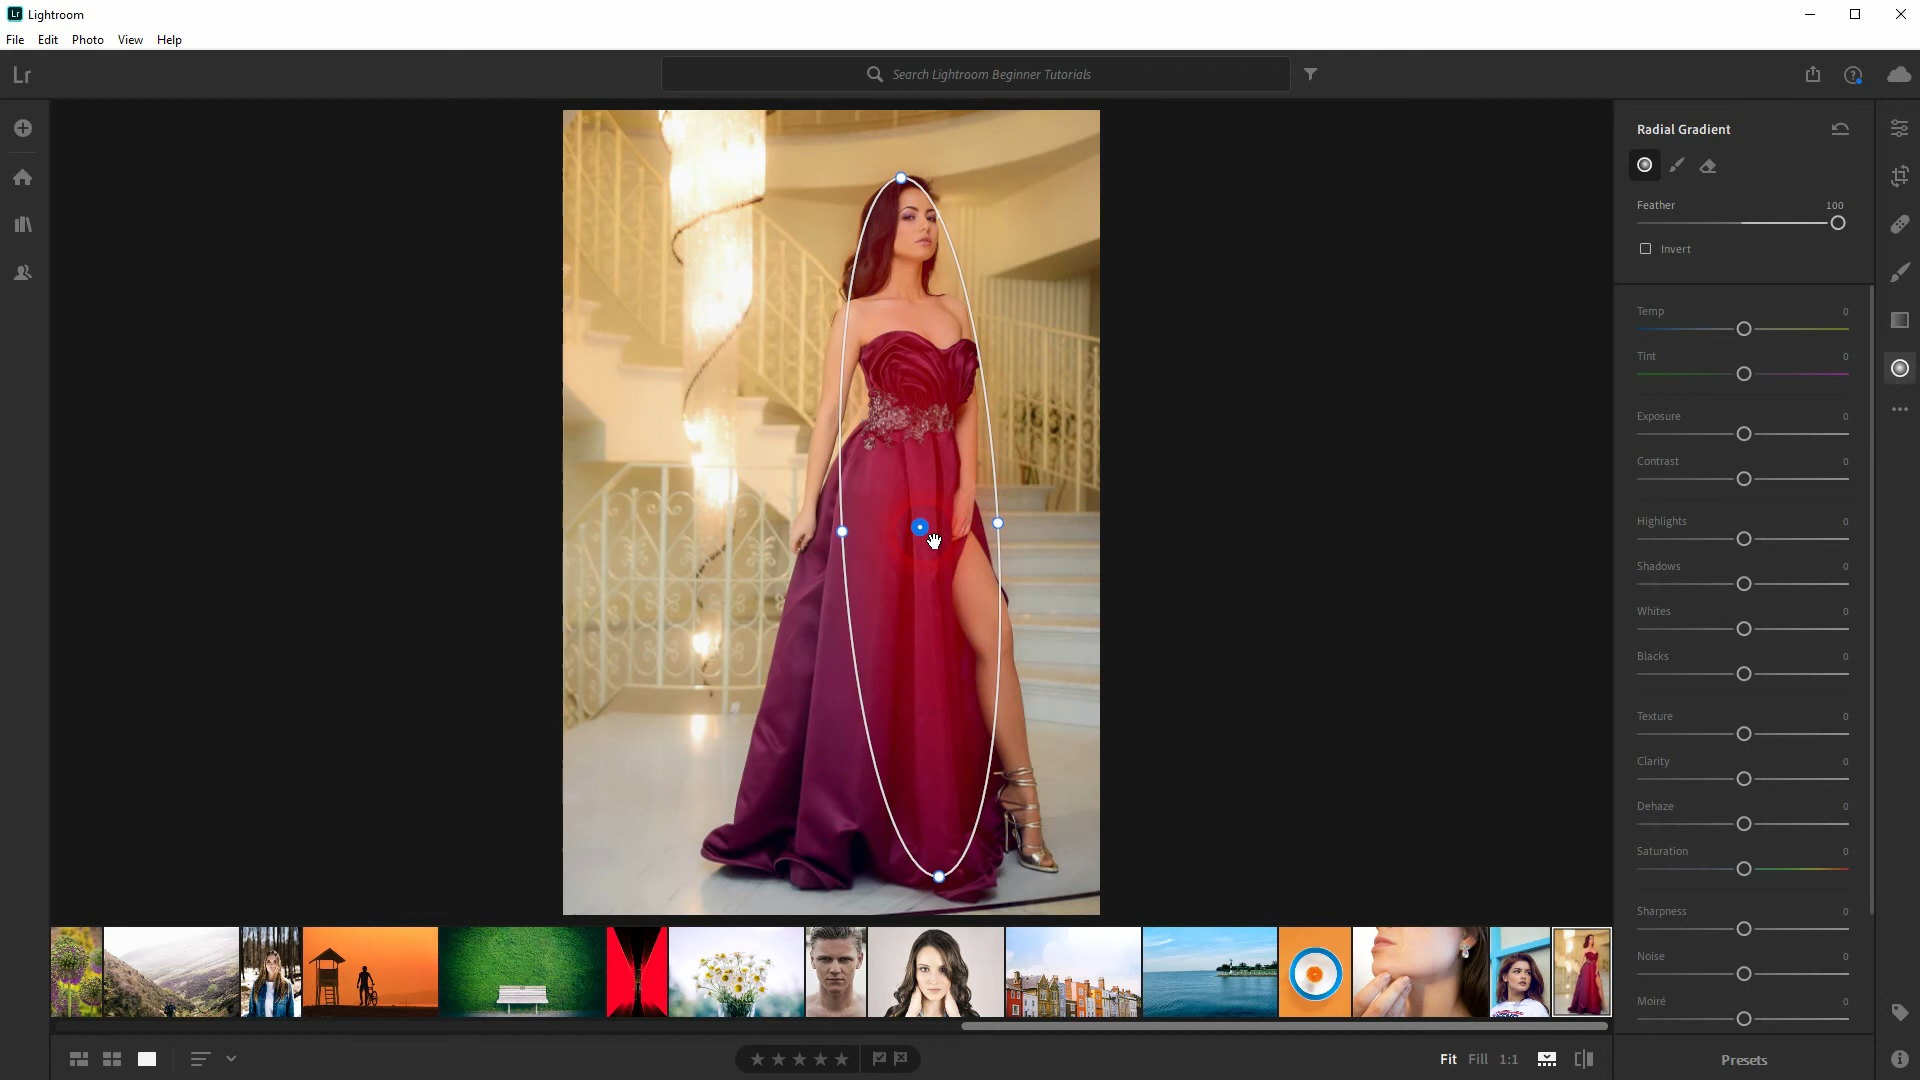 Lr Lightroom
File Edit Photo View Help
Lr
Search Lightroom Beginner Tutorials
Radial Gradient
Feather 100
Invert
Temp 0
Tint 0
Exposure 0
Contrast 0
Highlights 0
Shadows 0
Whites 0
Blacks 0
Texture 0
Clarity 0
Dehaze 0
Saturation 0
Sharpness 0
Noise 0
Moiré 0
Fit Fill 1:1
Presets